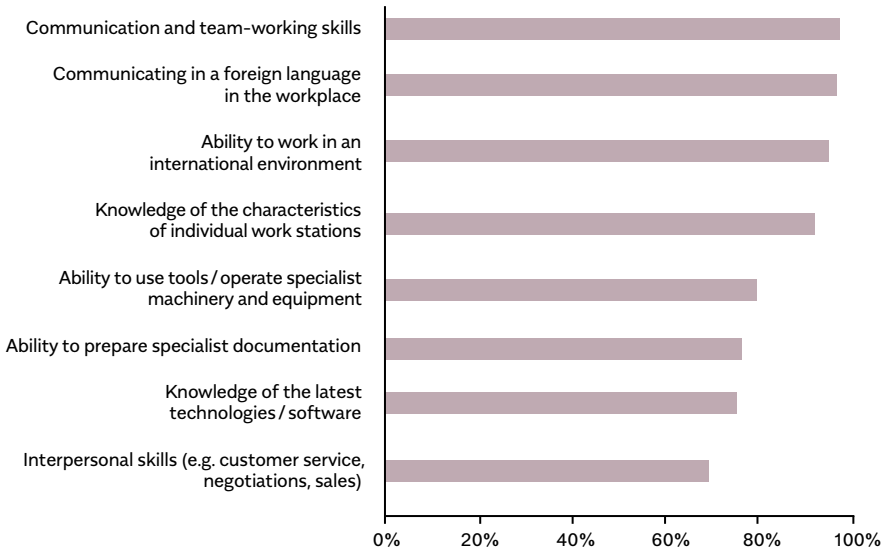 Communication and team-working skills
Communicating in a foreign language
in the workplace
Ability to work in an
international environment
Knowledge of the characteristics
of individual work stations
Ability to use tools / operate specialist
machinery and equipment
Ability to prepare specialist documentation
Knowledge of the latest
technologies / software
Interpersonal skills (e.g. customer service,
negotiations, sales)
0% 20% 40% 60% 80% 100%